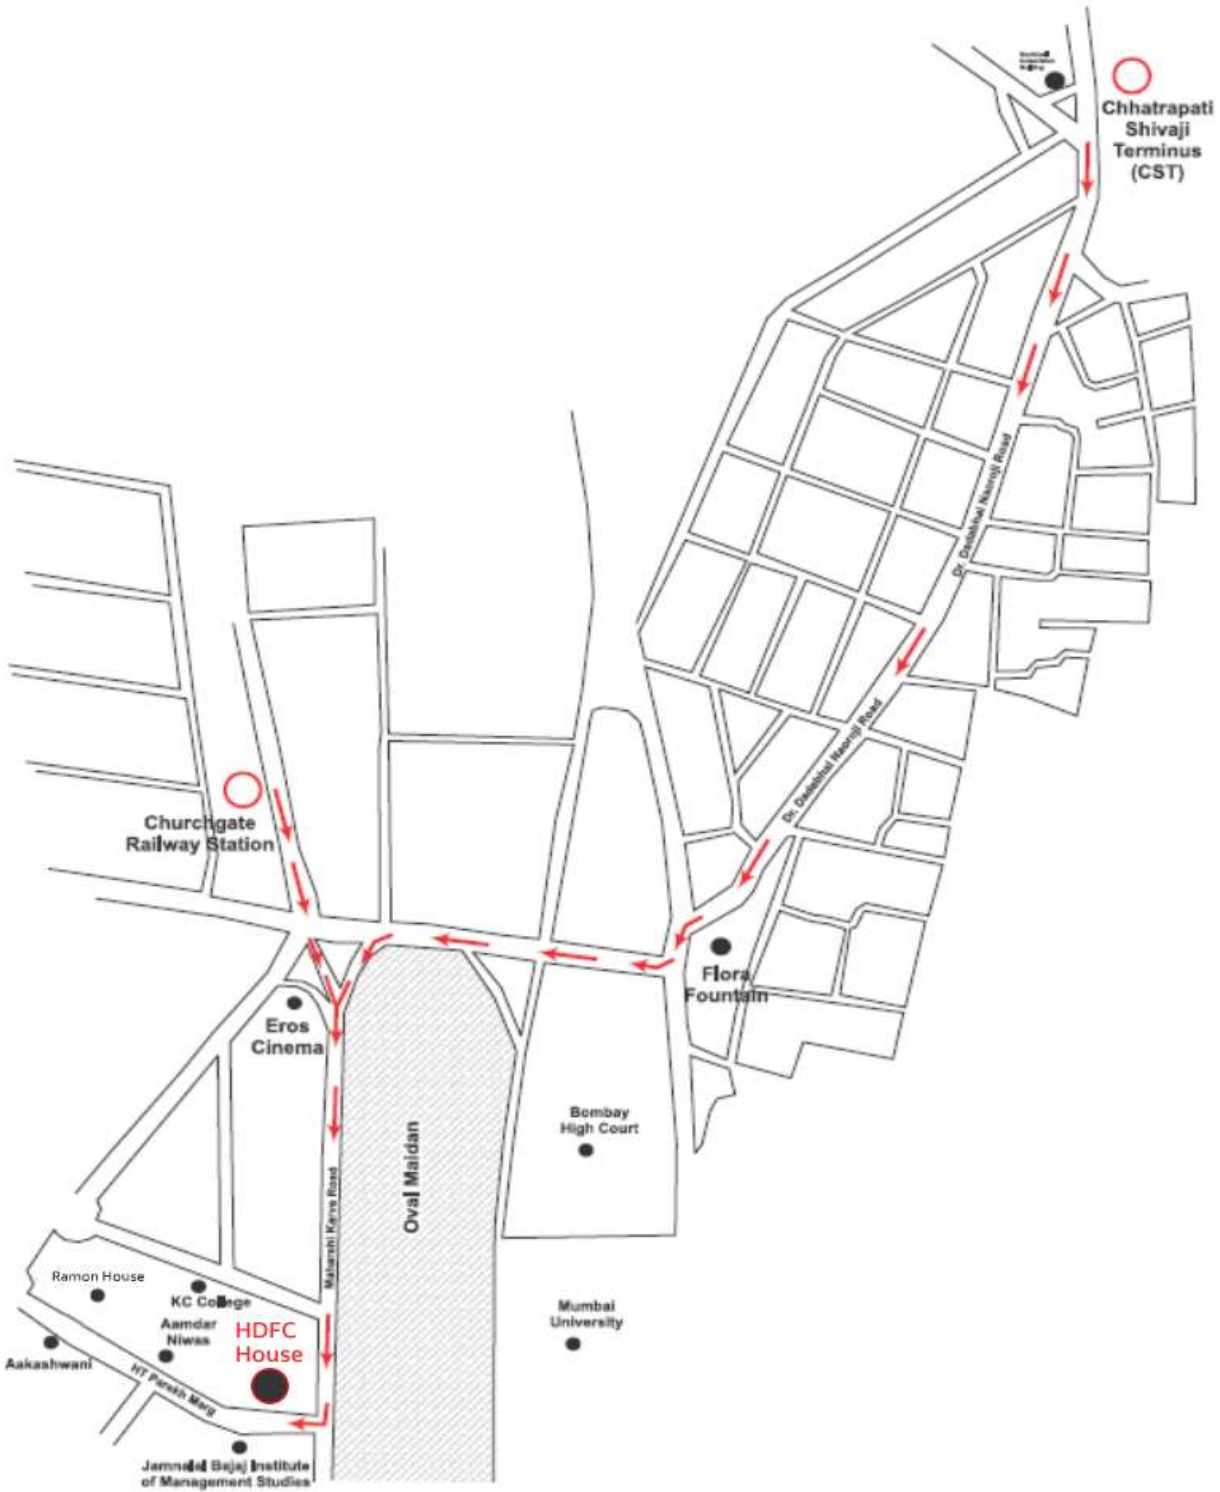 Chhatrapati
Shivaji
Terminus
(CST)
Dr. Dadabhai Naoroji Road
Dr. Dadabhai Naoroji Road
Churchgate
Railway Station
Flora
Fountain
Eros
Cinema
Bombay
High Court
Oval Maidan
Maharshi Karve Road
Ramon House
KC College
Aamdar
Niwas
HDFC
House
Mumbai
University
Aakashwani
HT Parekh Marg
Jamnalal Bajaj Institute
of Management Studies